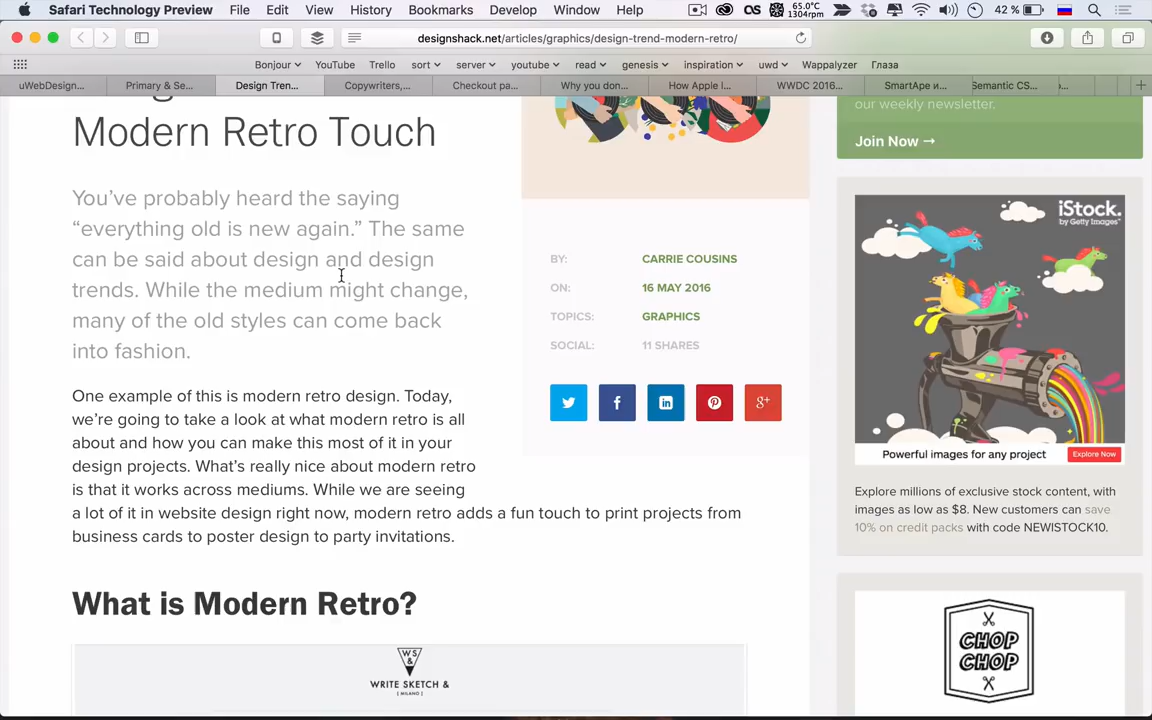 Safari Technology Preview File Edit View History Bookmarks Develop Window Help
65.0°C
1304rpm
42 %
designshack.net/articles/graphics/design-trend-modern-retro/
Bonjour YouTube Trello sort server youtube read genesis inspiration uwd Wappalyzer Глаза
uWebDesign... Primary & Se... Design Tren... Copywriters,... Checkout pa... Why you don... How Apple i... WWDC 2016... SmartApe и... Semantic CS...
Modern Retro Touch
You've probably heard the saying
“everything old is new again.” The same
can be said about design and design
trends. While the medium might change,
many of the old styles can come back
into fashion.
One example of this is modern retro design. Today,
we're going to take a look at what modern retro is all
about and how you can make this most of it in your
design projects. What's really nice about modern retro
is that it works across mediums. While we are seeing
a lot of it in website design right now, modern retro adds a fun touch to print projects from
business cards to poster design to party invitations.
What is Modern Retro?
WS
&
WRITE SKETCH &
[ MILANO ]
BY: CARRIE COUSINS
ON: 16 MAY 2016
TOPICS: GRAPHICS
SOCIAL: 11 SHARES
our weekly newsletter.
Join Now →
iStock.
by Getty Images
Powerful images for any project Explore Now
Explore millions of exclusive stock content, with
images as low as $8. New customers can save
10% on credit packs with code NEWISTOCK10.
CHOP
CHOP